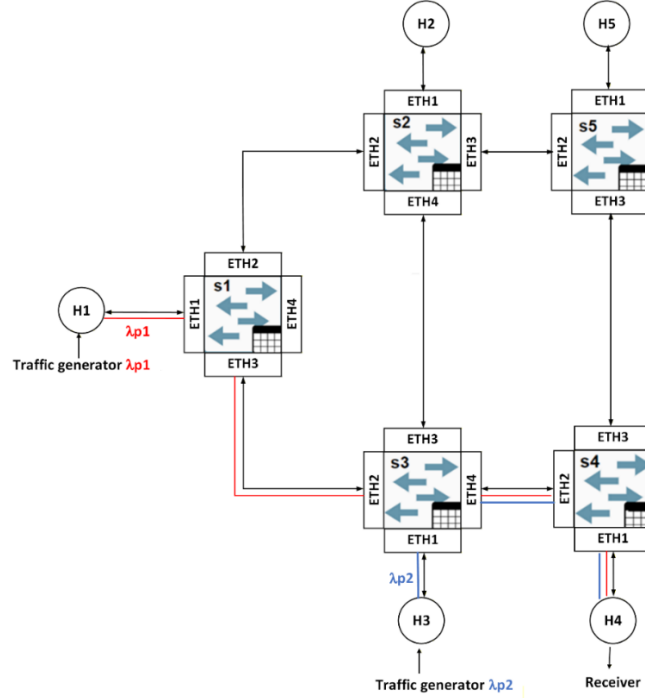 H2
H5
ETH1
ETH1
s2
s5
ETH2
ETH3
ETH2
ETH4
ETH3
ETH2
s1
H1
ETH1
ETH4
λp1
Traffic generator λp1
ETH3
ETH3
ETH3
s3
s4
ETH2
ETH4
ETH2
ETH1
ETH1
λp2
H3
H4
Traffic generator λp2
Receiver